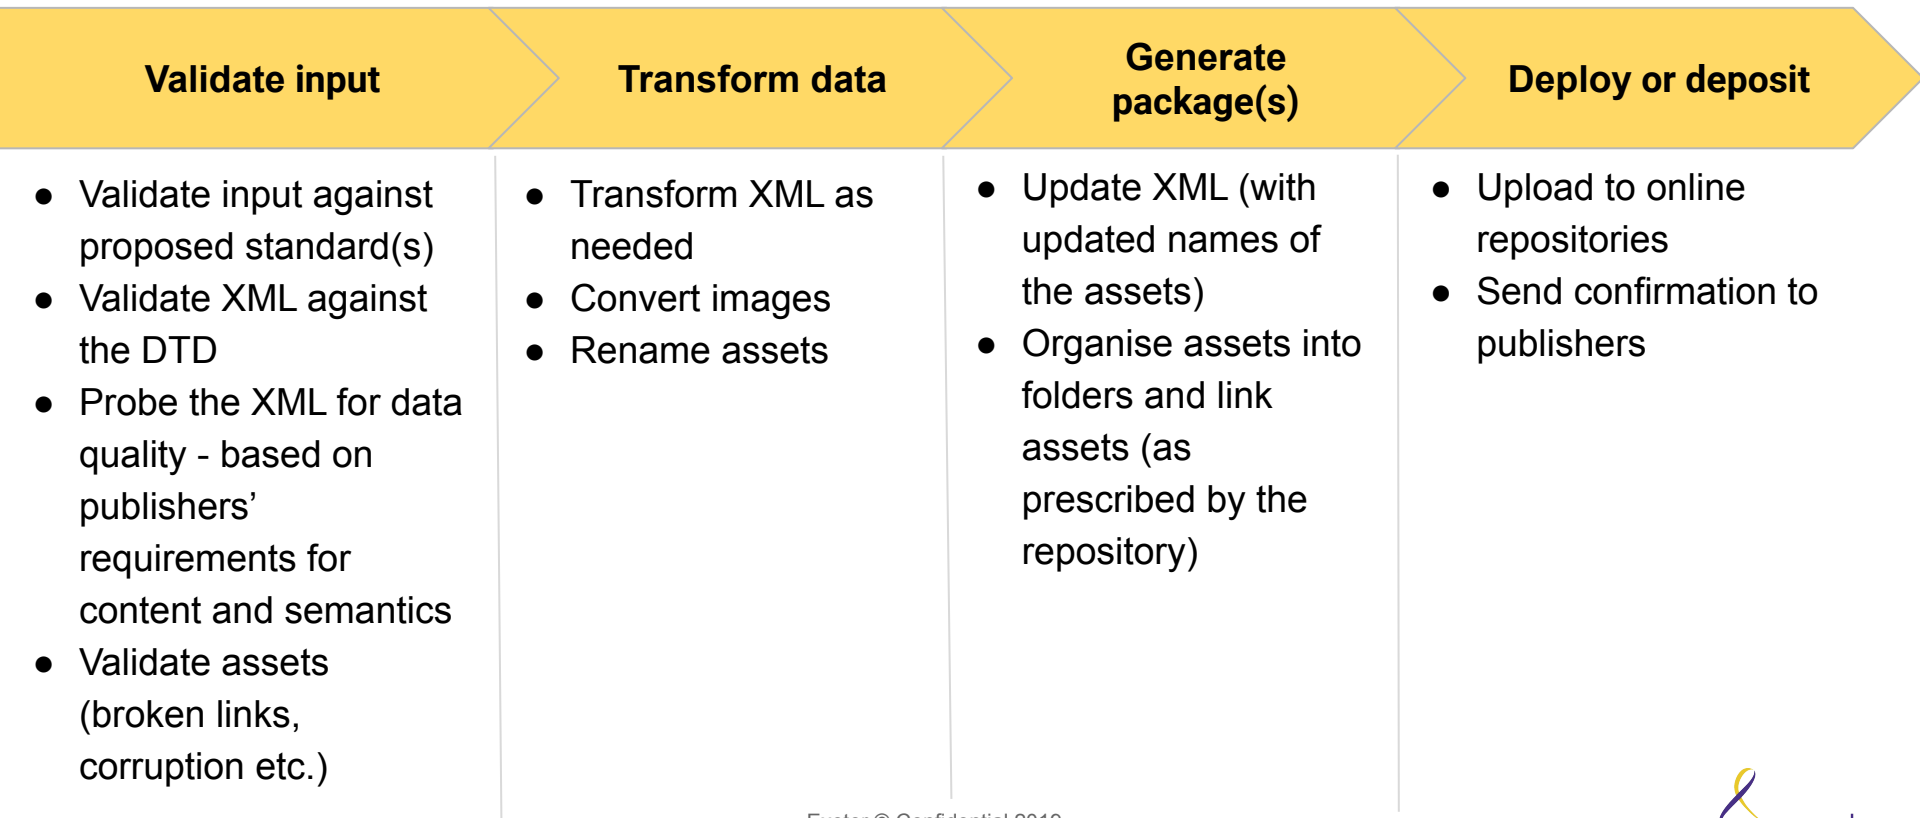 Validate input
Transform data
Generate
package(s)
Deploy or deposit
● Validate input against
proposed standard(s)
● Validate XML against
the DTD
● Probe the XML for data
quality - based on
publishers’
requirements for
content and semantics
● Validate assets
(broken links,
corruption etc.)
● Transform XML as
needed
● Convert images
● Rename assets
● Update XML (with
updated names of
the assets)
● Organise assets into
folders and link
assets (as
prescribed by the
repository)
● Upload to online
repositories
● Send confirmation to
publishers
© Confidential 2019